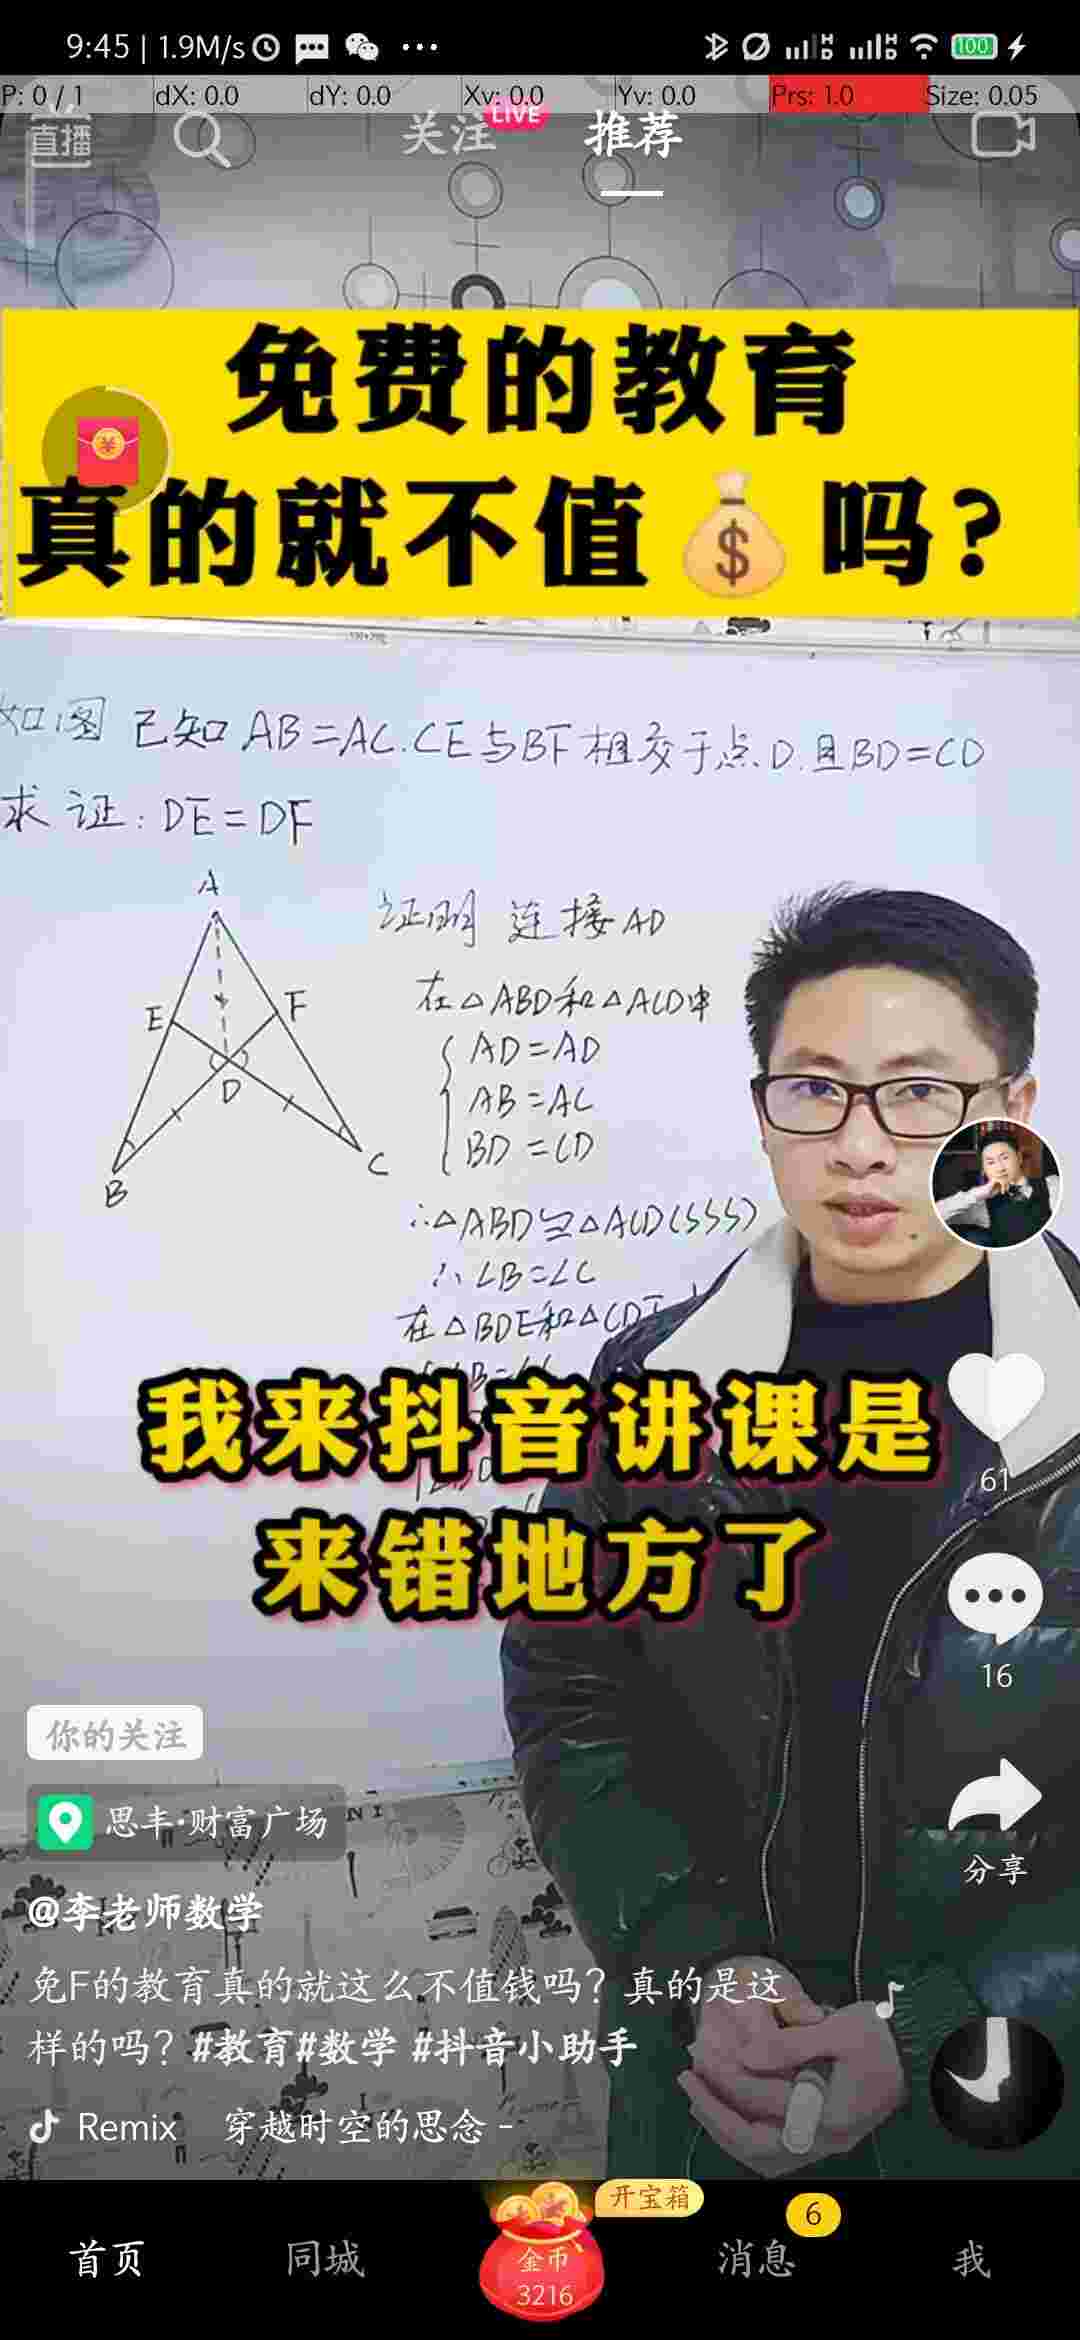 9:45 | 1.9M/s
100
P: 0 / 1 dX: 0.0 dY: 0.0 Xv: 0.0 Yv: 0.0 Prs: 1.0 Size: 0.05
直播 关注 LIVE 推荐
免费的教育
真的就不值💰吗?
如图 已知AB=AC.CE与BF相交于点D.且BD=CD
求证:DE=DF
A
E
F
D
B
C
证明 连接AD
在△ABD和△ACD中
AD=AD
AB=AC
BD=CD
∴△ABD≌△ACD(SSS)
∴∠B=∠C
在△BDE和△CDF
我来抖音讲课是
来错地方了
61
16
分享
你的关注
思丰·财富广场
@李老师数学
免F的教育真的就这么不值钱吗?真的是这
样的吗?#教育#数学 #抖音小助手
Remix 穿越时空的思念 -
开宝箱
首页 同城 金币 3216 消息 6 我